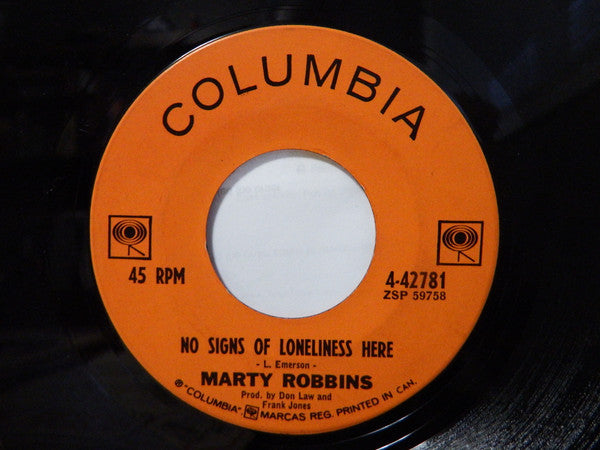 COLUMBIA
45 RPM
4-42781
ZSP 59758
NO SIGNS OF LONELINESS HERE
- L. Emerson -
MARTY ROBBINS
Prod. by Don Law and
Frank Jones
® "COLUMBIA", MARCAS REG. PRINTED IN CAN.